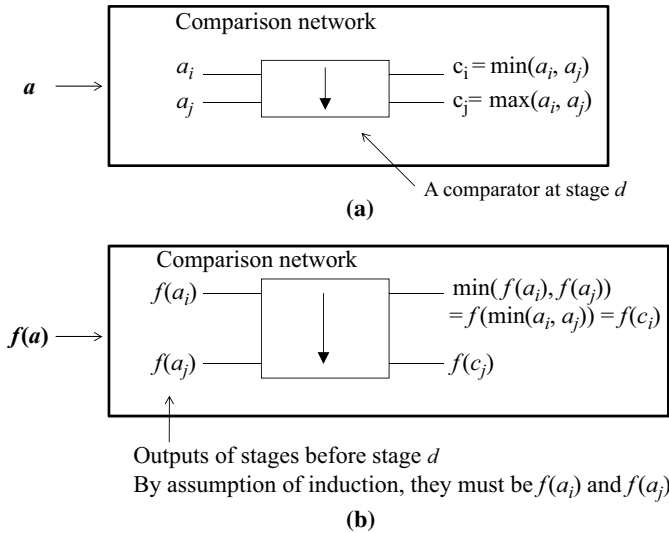 Comparison network
a_i
c_i = min(a_i, a_j)
a
a_j
c_j= max(a_i, a_j)
A comparator at stage d
(a)
Comparison network
f(a_i)
min(f(a_i), f(a_j))
= f(min(a_i, a_j)) = f(c_i)
f(a)
f(a_j)
f(c_j)
Outputs of stages before stage d
By assumption of induction, they must be f(a_i) and f(a_j)
(b)